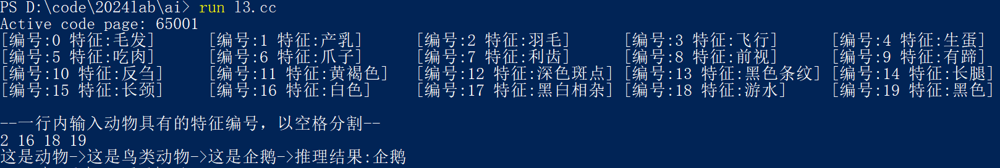 PS D:\code\2024lab\ai> run l3.cc
Active code page: 65001
[编号:0 特征:毛发] [编号:1 特征:产乳] [编号:2 特征:羽毛] [编号:3 特征:飞行] [编号:4 特征:生蛋]
[编号:5 特征:吃肉] [编号:6 特征:爪子] [编号:7 特征:利齿] [编号:8 特征:前视] [编号:9 特征:有蹄]
[编号:10 特征:反刍] [编号:11 特征:黄褐色] [编号:12 特征:深色斑点] [编号:13 特征:黑色条纹] [编号:14 特征:长腿]
[编号:15 特征:长颈] [编号:16 特征:白色] [编号:17 特征:黑白相杂] [编号:18 特征:游水] [编号:19 特征:黑色]
--一行内输入动物具有的特征编号，以空格分割--
2 16 18 19
这是动物->这是鸟类动物->这是企鹅->推理结果:企鹅